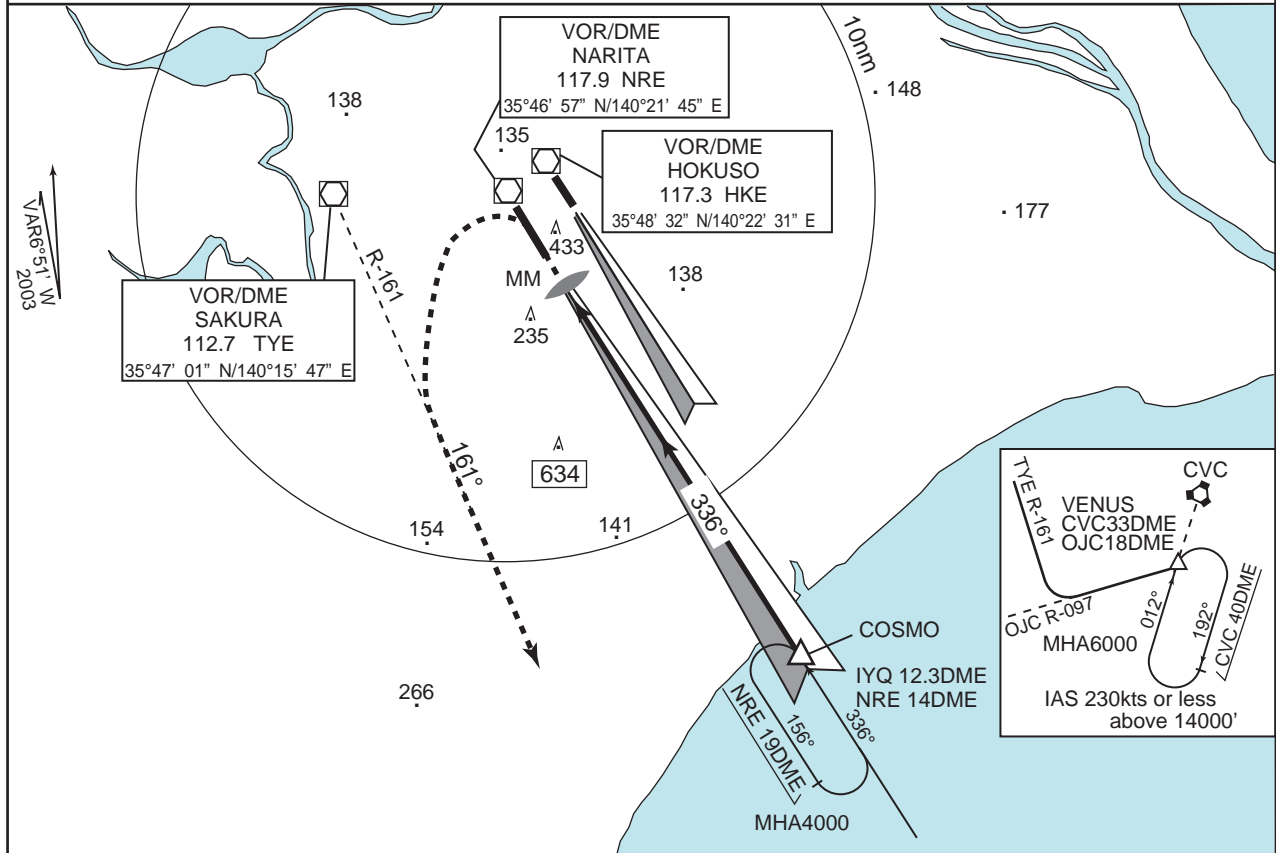 VOR/DME
NARITA
117.9 NRE
35°46’ 57” N/140°21’ 45” E
10nm
148
138
135
VOR/DME
HOKUSO
117.3 HKE
35°48’ 32” N/140°22’ 31” E
177
VAR6°51’ W
2003
R-161
433
MM
138
VOR/DME
SAKURA
112.7 TYE
35°47’ 01” N/140°15’ 47” E
235
161°
634
336°
154
141
COSMO
IYQ 12.3DME
NRE 14DME
266
NRE 19DME
156°
336°
MHA4000
TYE R-161
CVC
VENUS
CVC33DME
OJC18DME
OJC R-097
012°
192°
CVC 40DME
MHA6000
IAS 230kts or less
above 14000’